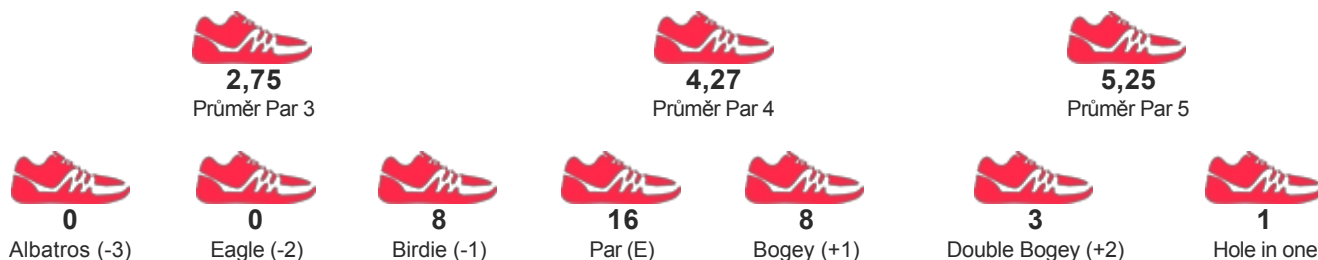 2,75 4,27 5,25
Průměr Par 3 Průměr Par 4 Průměr Par 5
0 0 8 16 8 3 1
Albatros (-3) Eagle (-2) Birdie (-1) Par (E) Bogey (+1) Double Bogey (+2) Hole in one